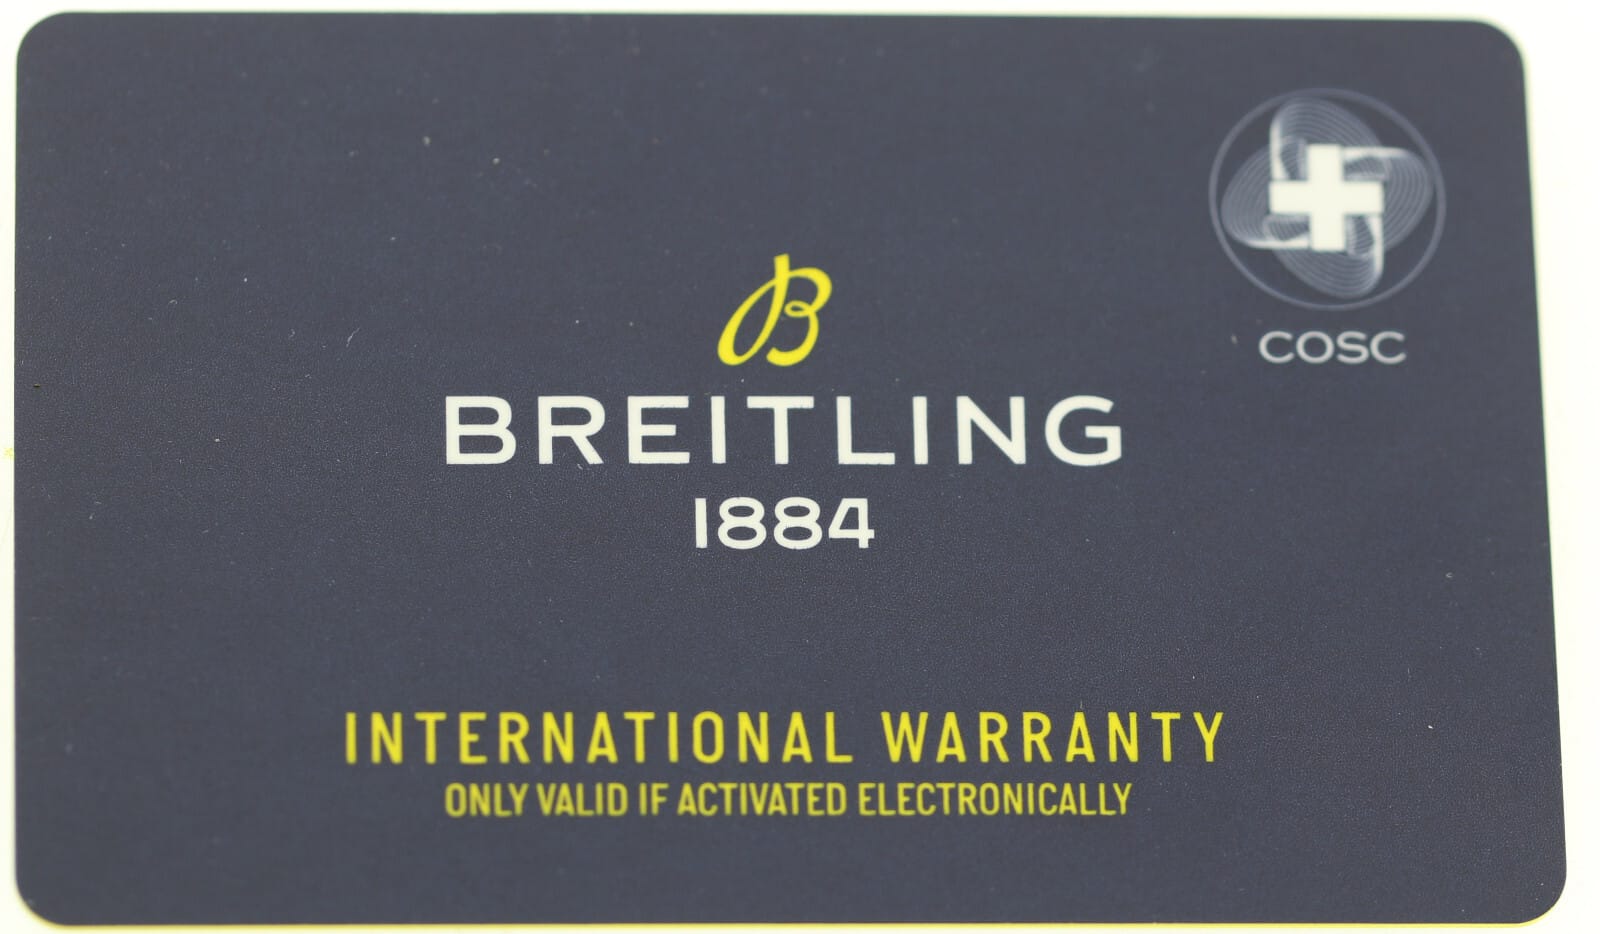 COSC
B
BREITLING
1884
INTERNATIONAL WARRANTY
ONLY VALID IF ACTIVATED ELECTRONICALLY